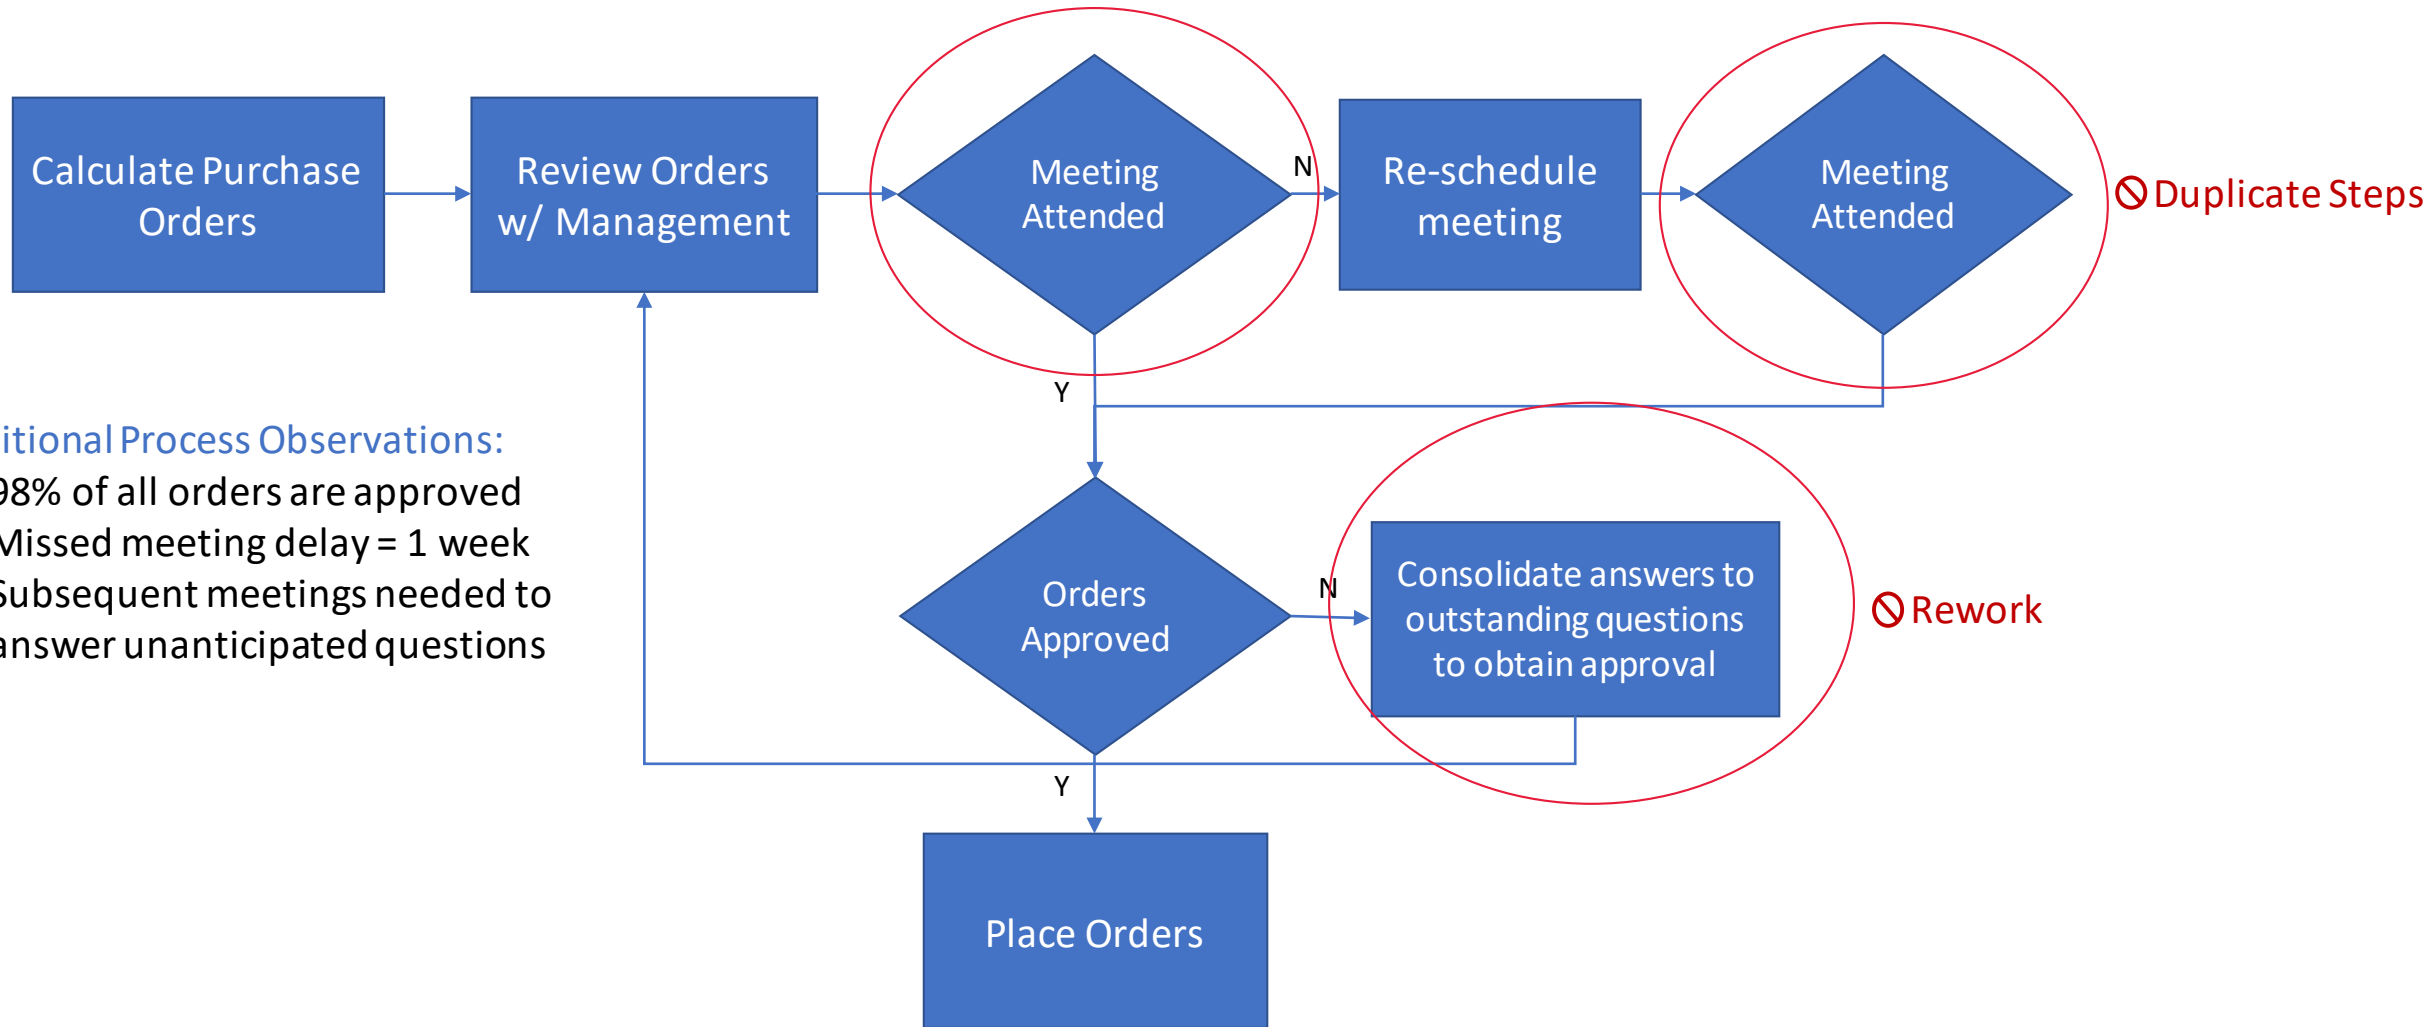 Calculate Purchase
Orders
Review Orders
w/ Management
Meeting
Attended
N
Re-schedule
meeting
Meeting
Attended
Duplicate Steps
Y
itional Process Observations:
98% of all orders are approved
Missed meeting delay = 1 week
Subsequent meetings needed to
answer unanticipated questions
Orders
Approved
N
Consolidate answers to
outstanding questions
to obtain approval
Rework
Y
Place Orders